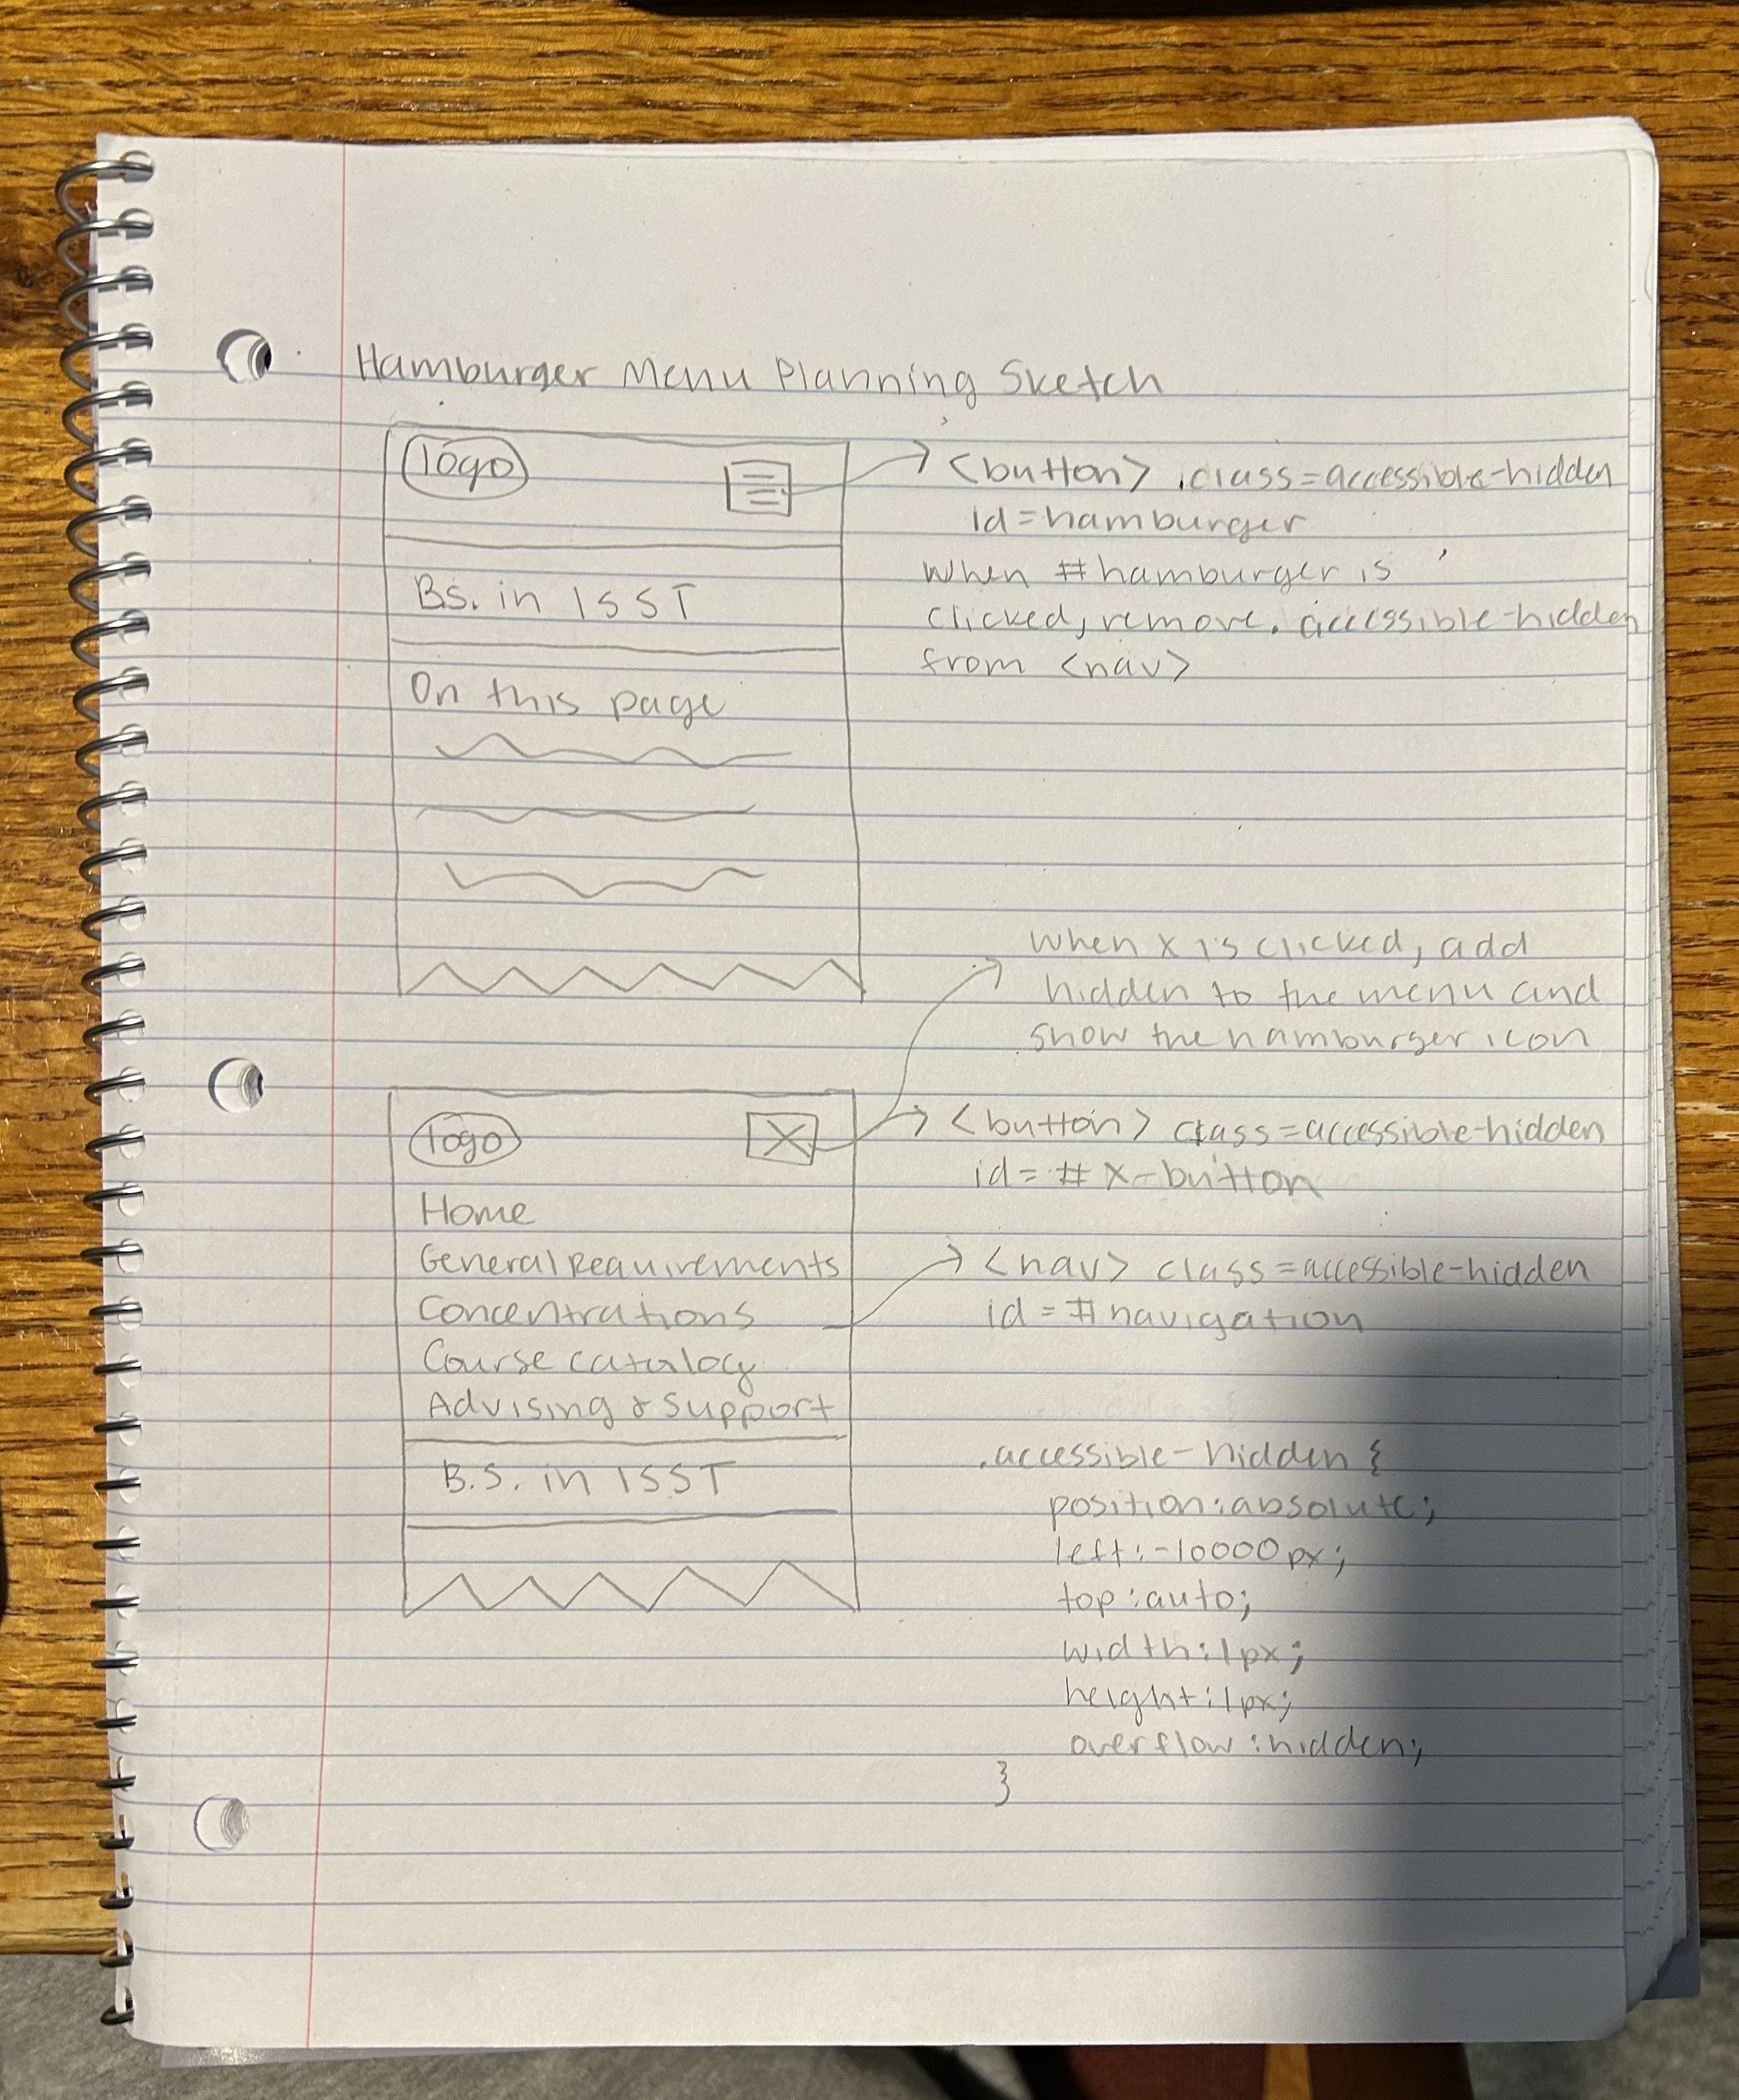 Hamburger Menu Planning Sketch
logo
<button> .class=accessible-hidden
id=hamburger
when #hamburger is
clicked, remove .accessible-hidden
from <nav>
B.S. in ISST
On this page
when x is clicked, add
hidden to the menu and
show the hamburger icon
logo
X
<button> class=accessible-hidden
id=#x-button
Home
General Requirements
Concentrations
Course catalog
Advising & Support
<nav> class=accessible-hidden
id=#navigation
B.S. in ISST
.accessible-hidden {
position:absolute;
left:-10000px;
top:auto;
width:1px;
height:1px;
overflow:hidden;
}